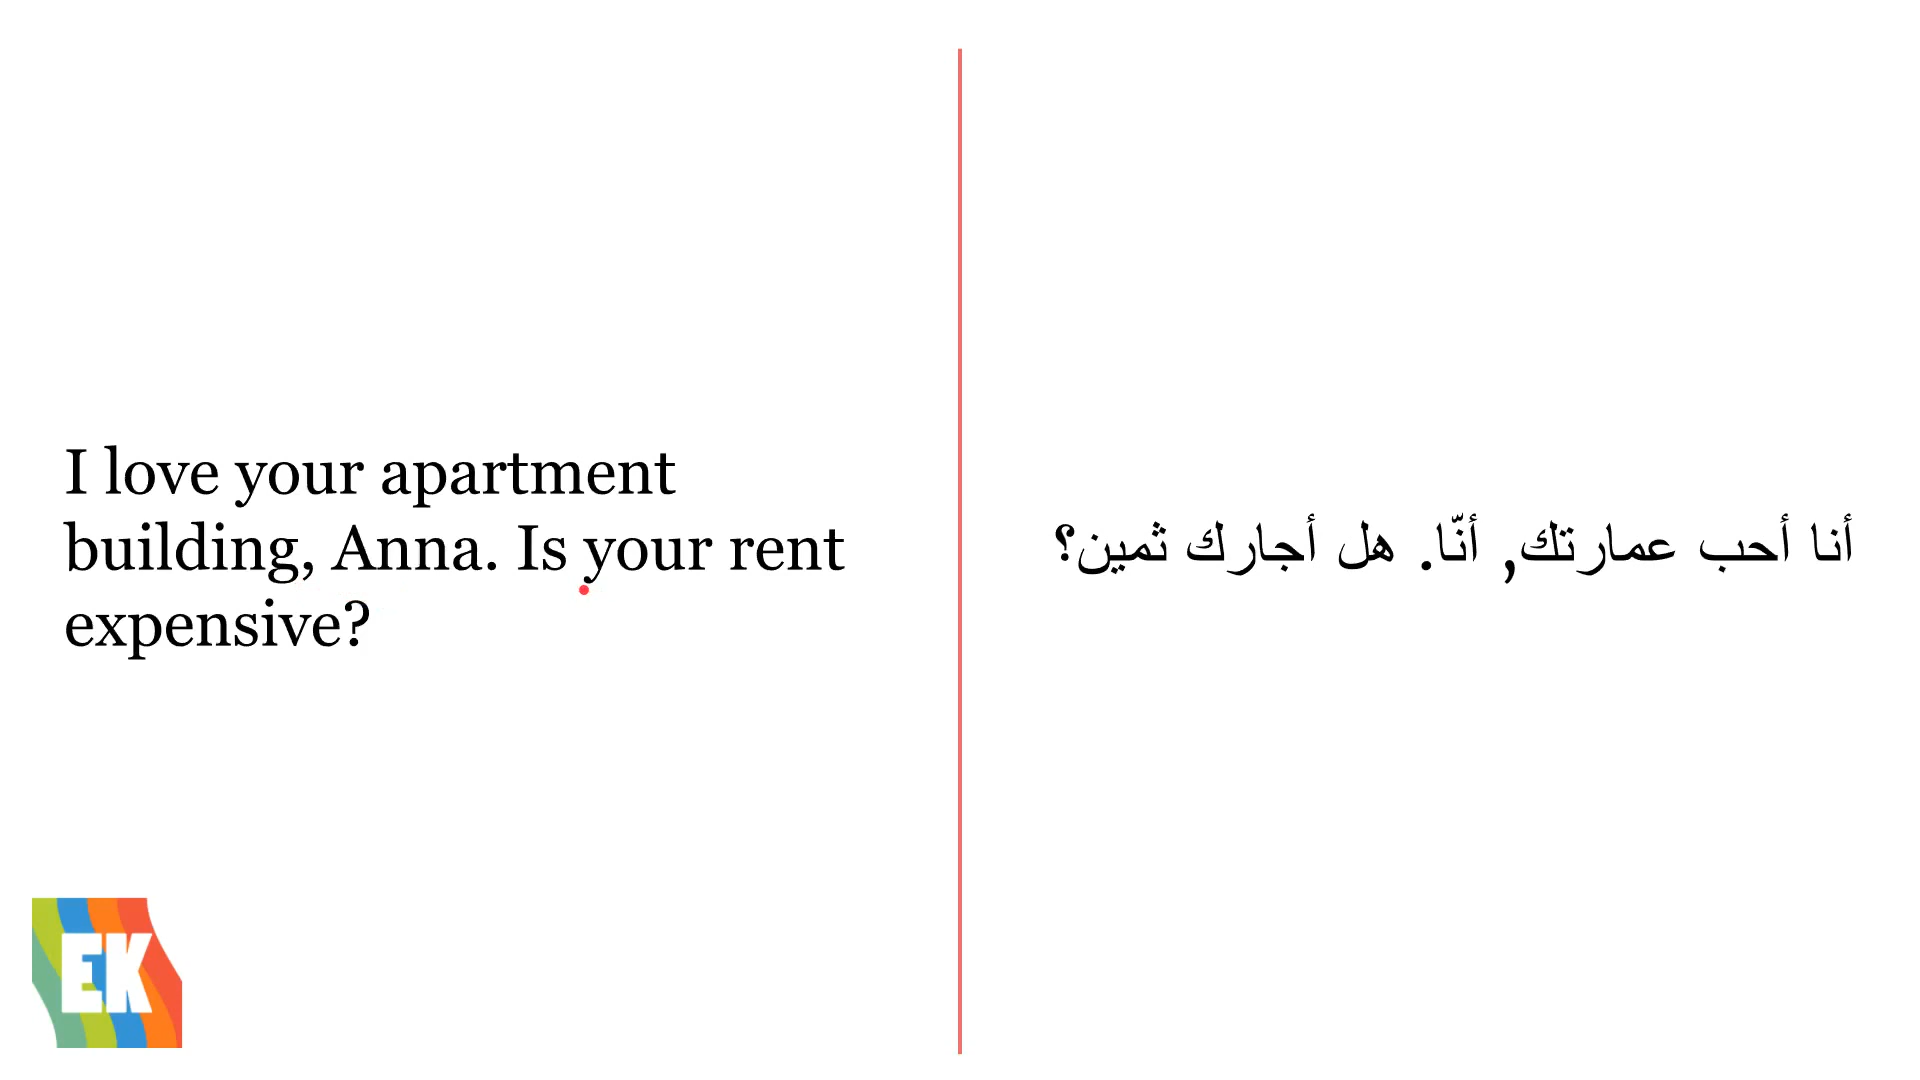 I love your apartment
building, Anna. Is your rent
expensive?
أنا أحب عمارتك, أنّا. هل أجارك ثمين؟
EK